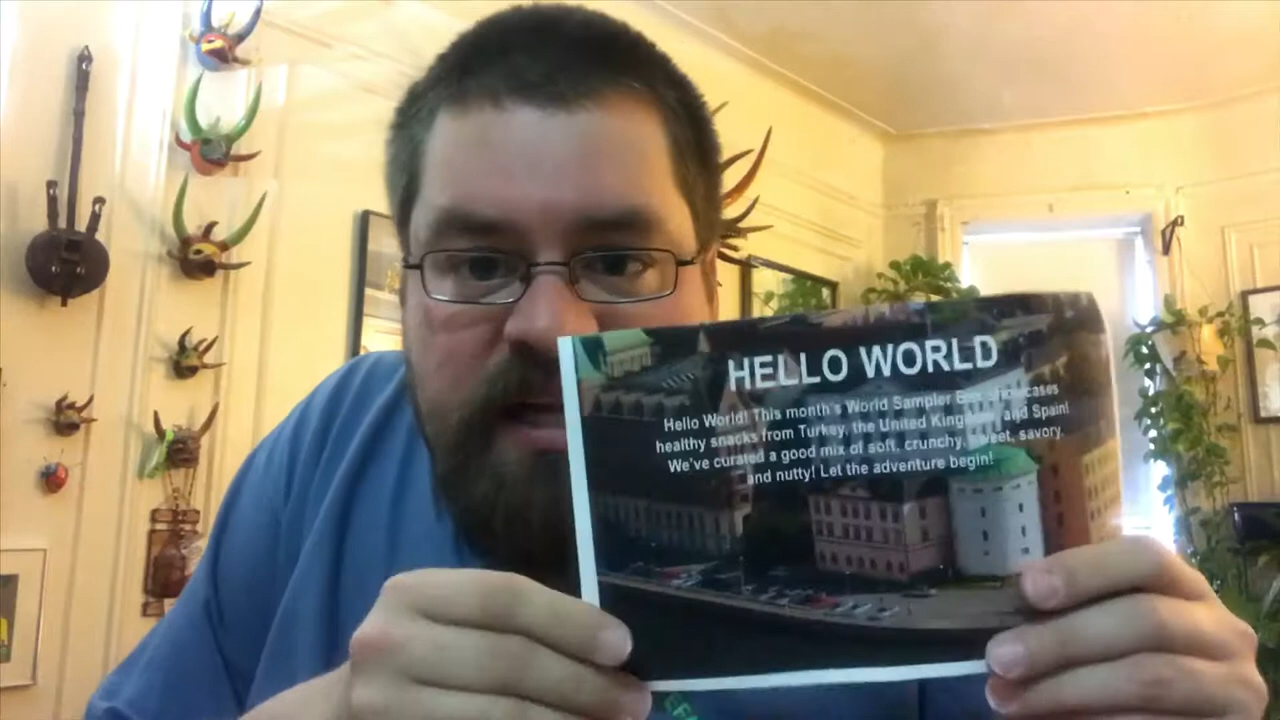 HELLO WORLD
Hello World! This month's World Sampler Box showcases
healthy snacks from Turkey, the United Kingdom and Spain!
We've curated a good mix of soft, crunchy, sweet, savory,
and nutty! Let the adventure begin!